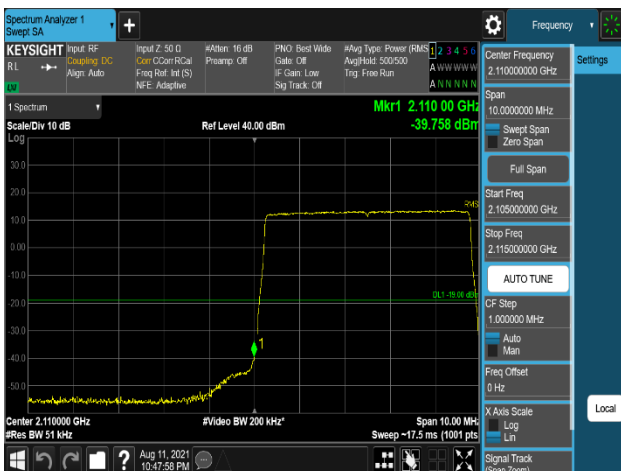 Spectrum Analyzer 1
Swept SA
+
Frequency
KEYSIGHT
RL
Input: RF
Coupling: DC
Align: Auto
Input Z: 50 Ω
Corr CCorr RCal
Freq Ref: Int (S)
NFE: Adaptive
#Atten: 16 dB
Preamp: Off
PNO: Best Wide
Gate: Off
IF Gain: Low
Sig Track: Off
#Avg Type: Power (RMS
Avg|Hold: 500/500
Trig: Free Run
1 2 3 4 5 6
A W W W W W
A N N N N N
1 Spectrum
Scale/Div 10 dB
Log
Ref Level 40.00 dBm
Mkr1 2.110 00 GHz
-39.758 dBm
30.0
20.0
10.0
0.00
-10.0
-20.0
-30.0
-40.0
-50.0
RMS
DL1 -19.00 dB
1
Center 2.110000 GHz
#Res BW 51 kHz
#Video BW 200 kHz*
Span 10.00 MHz
Sweep ~17.5 ms (1001 pts
Aug 11, 2021
10:47:58 PM
Center Frequency
2.110000000 GHz
Span
10.0000000 MHz
Swept Span
Zero Span
Full Span
Start Freq
2.105000000 GHz
Stop Freq
2.115000000 GHz
AUTO TUNE
CF Step
1.000000 MHz
Auto
Man
Freq Offset
0 Hz
X Axis Scale
Log
Lin
Signal Track
(Span Zoom)
Settings
Local